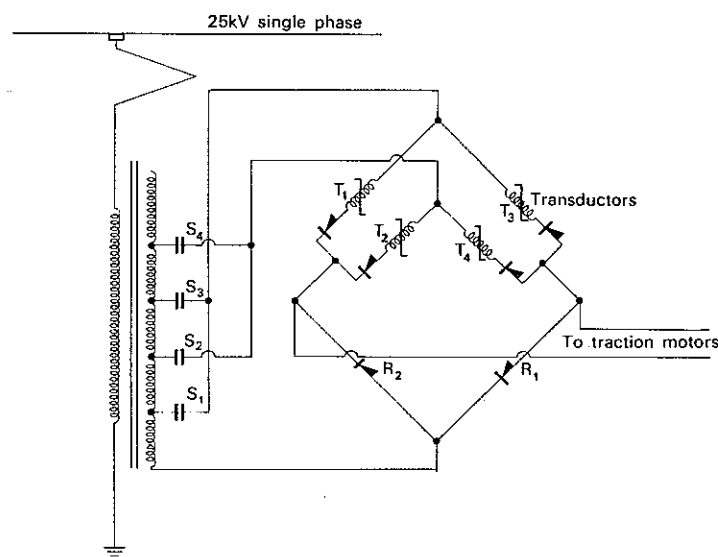 25kV single phase
T₁
T₂
T₃
Transductors
T₄
S₄
S₃
S₂
S₁
To traction motors
R₂
R₁